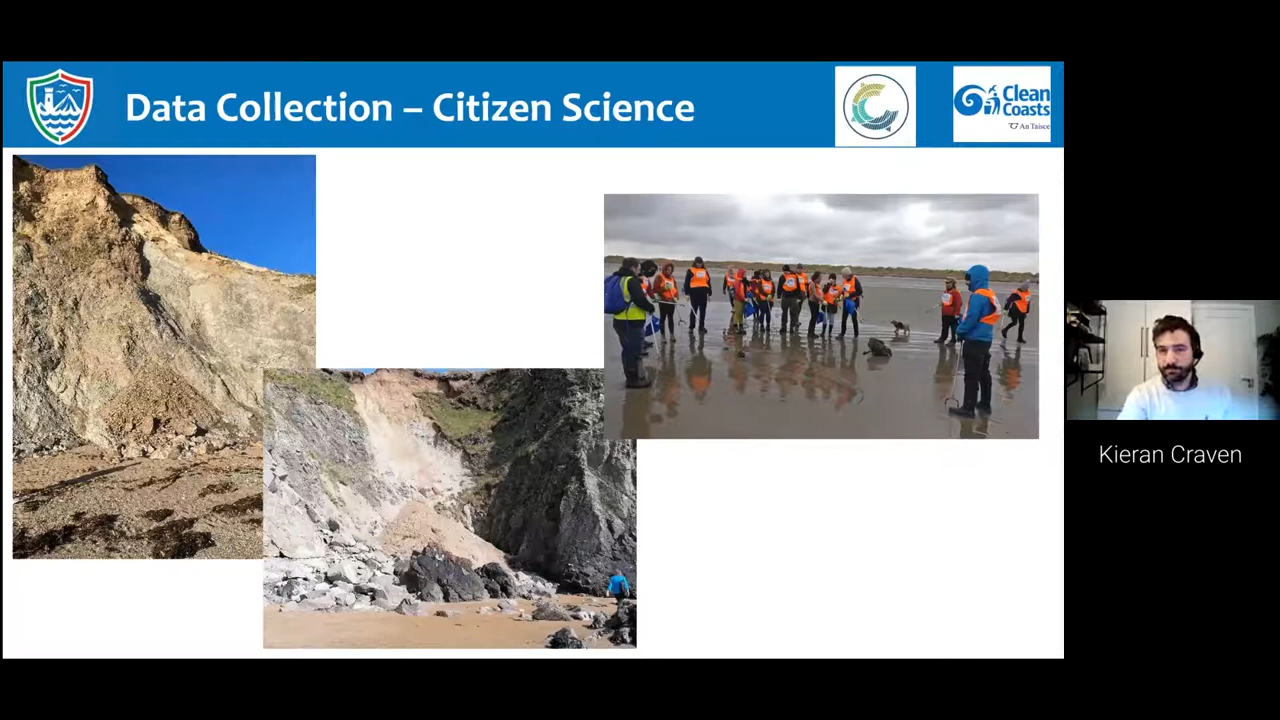 Data Collection – Citizen Science
Clean
Coasts
An Taisce
Kieran Craven